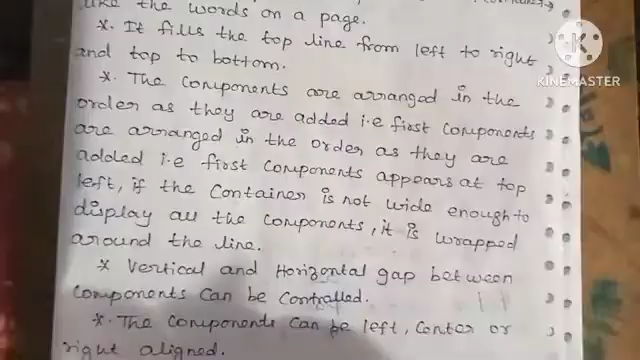 like the words on a page.
*. It fills the top line from left to right
and top to bottom.
*. The components are arranged in the
order as they are added i.e first components
are arranged in the order as they are
added i.e first components appears at top
left, if the container is not wide enough to
display all the components, it is wrapped
around the line.
* Vertical and Horizontal gap between
components can be controlled.
*. The components can be left, center or
right aligned.
KINEMASTER